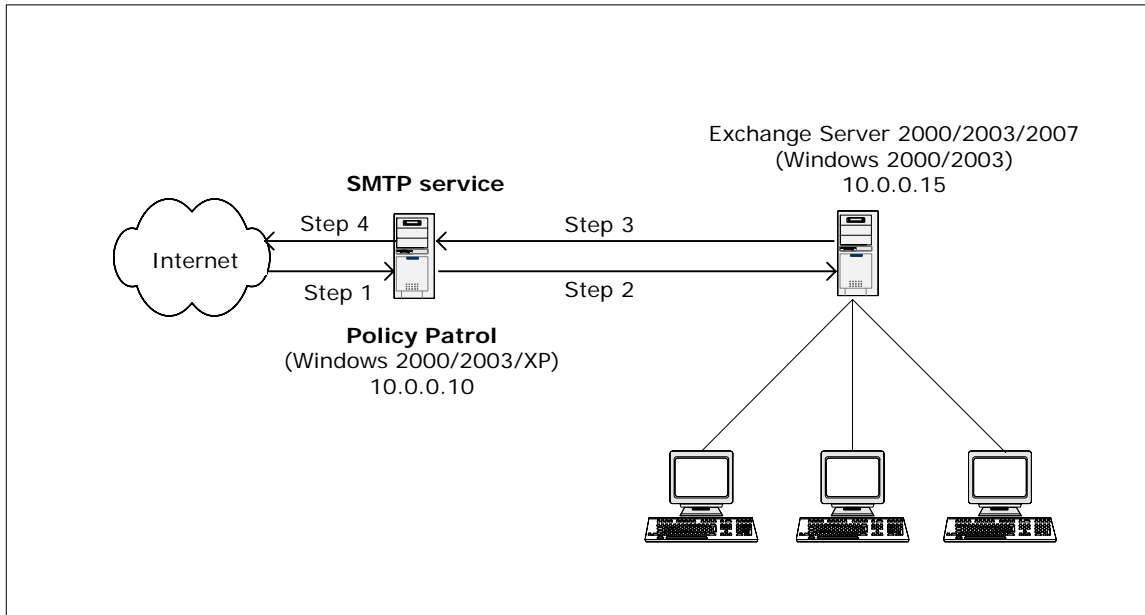 Exchange Server 2000/2003/2007
(Windows 2000/2003)
10.0.0.15
SMTP service
Step 4
Step 3
Internet
Step 1
Step 2
Policy Patrol
(Windows 2000/2003/XP)
10.0.0.10